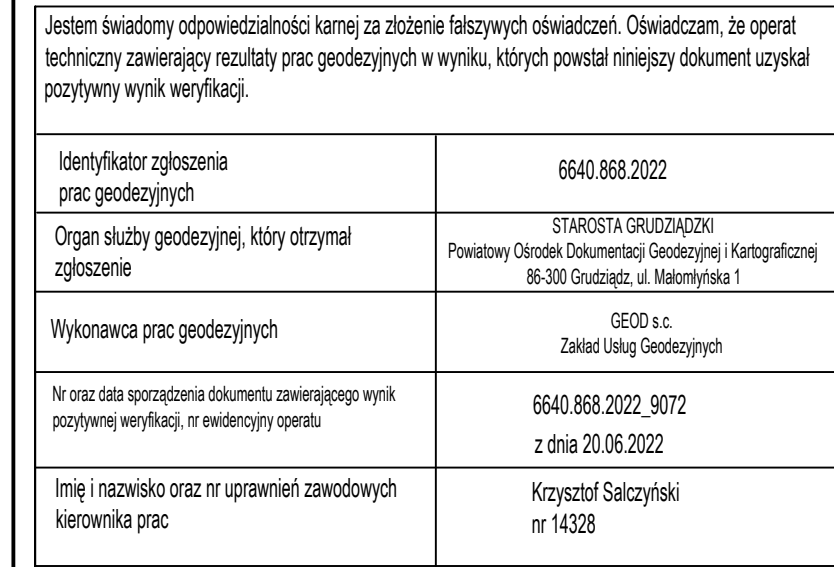 Jestem świadomy odpowiedzialności karnej za złożenie fałszywych oświadczeń. Oświadczam, że operat
techniczny zawierający rezultaty prac geodezyjnych w wyniku, których powstał niniejszy dokument uzyskał
pozytywny wynik weryfikacji.
Identyfikator zgłoszenia
prac geodezyjnych
6640.868.2022
Organ służby geodezyjnej, który otrzymał
zgłoszenie
STAROSTA GRUDZIĄDZKI
Powiatowy Ośrodek Dokumentacji Geodezyjnej i Kartograficznej
86-300 Grudziądz, ul. Małomłyńska 1
Wykonawca prac geodezyjnych
GEOD s.c.
Zakład Usług Geodezyjnych
Nr oraz data sporządzenia dokumentu zawierającego wynik
pozytywnej weryfikacji, nr ewidencyjny operatu
6640.868.2022_9072
z dnia 20.06.2022
Imię i nazwisko oraz nr uprawnień zawodowych
kierownika prac
Krzysztof Salczyński
nr 14328